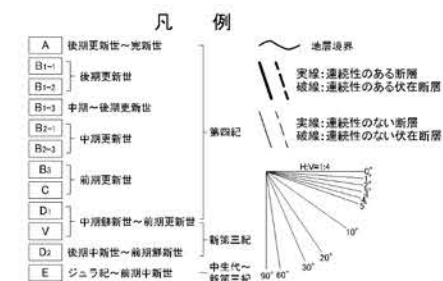 凡 例
A 後期更新世～完新世
B1-1
後期更新世
B1-2
B1-3 中期～後期更新世
B2-1
中期更新世
B2-3
B3
前期更新世
C
D1
中期鮮新世～前期更新世
V
D2 後期中新世～前期鮮新世
E ジュラ紀～前期中新世
第四紀
新第三紀
中生代～
新第三紀
地層境界
実線:連続性のある断層
破線:連続性のある伏在断層
実線:連続性のない断層
破線:連続性のない伏在断層
H:V=1:4
0°
1°
2°
3°
4°
5°
10°
20°
30°
60°
90°